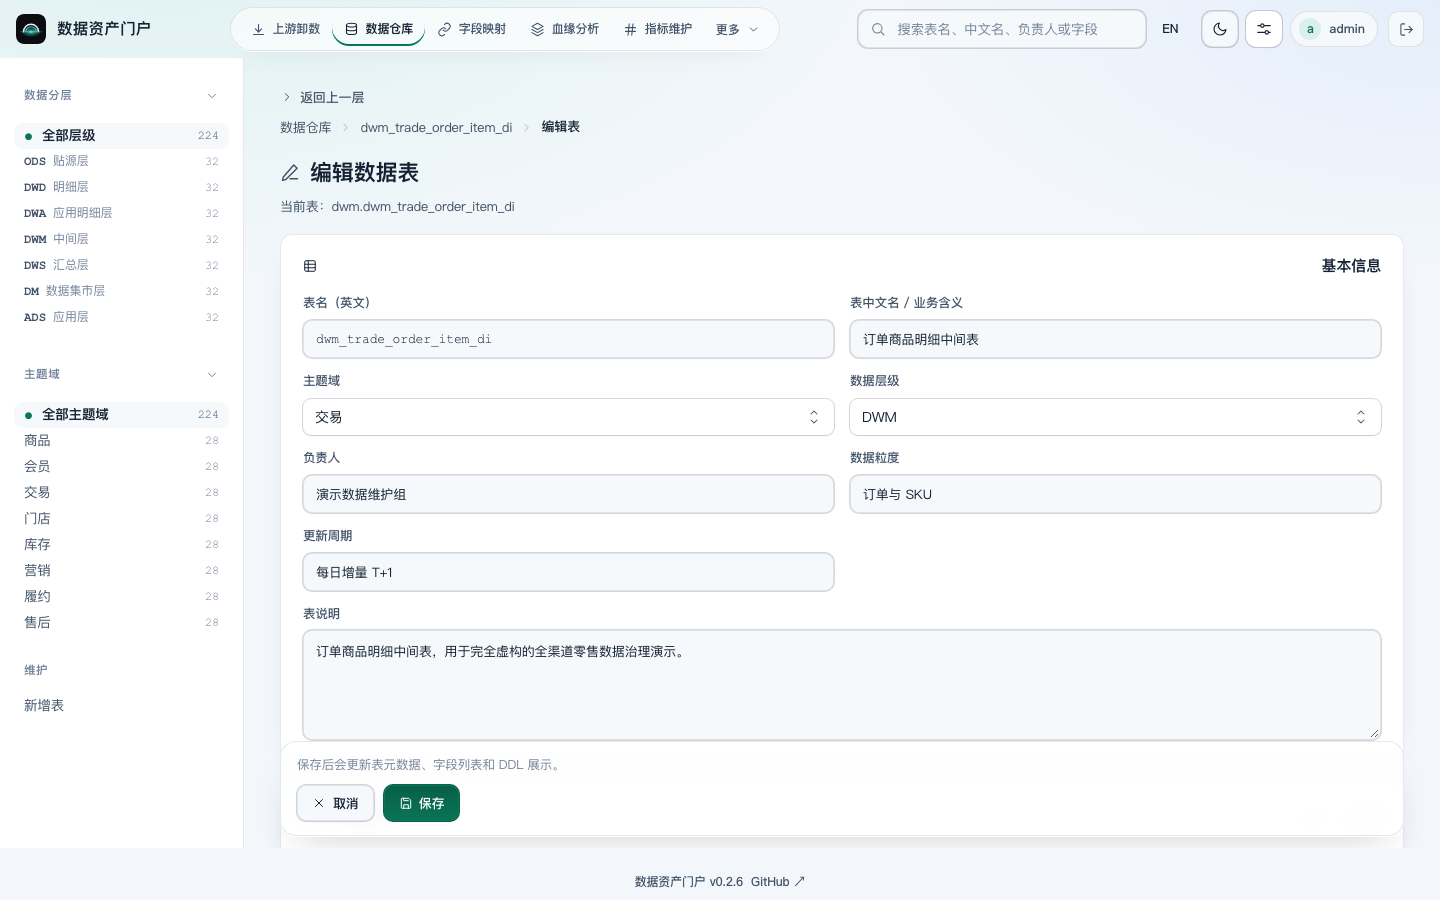 数据资产门户
上游卸数
数据仓库
字段映射
血缘分析
指标维护
更多
搜索表名、中文名、负责人或字段
EN
a
admin
数据分层
全部层级 224
ODS 贴源层 32
DWD 明细层 32
DWA 应用明细层 32
DWM 中间层 32
DWS 汇总层 32
DM 数据集市层 32
ADS 应用层 32
主题域
全部主题域 224
商品 28
会员 28
交易 28
门店 28
库存 28
营销 28
履约 28
售后 28
维护
新增表
返回上一层
数据仓库 dwm_trade_order_item_di 编辑表
编辑数据表
当前表：dwm.dwm_trade_order_item_di
基本信息
表名（英文）
dwm_trade_order_item_di
表中文名 / 业务含义
订单商品明细中间表
主题域
交易
数据层级
DWM
负责人
演示数据维护组
数据粒度
订单与 SKU
更新周期
每日增量 T+1
表说明
订单商品明细中间表，用于完全虚构的全渠道零售数据治理演示。
保存后会更新表元数据、字段列表和 DDL 展示。
取消
保存
数据资产门户 v0.2.6 GitHub ↗